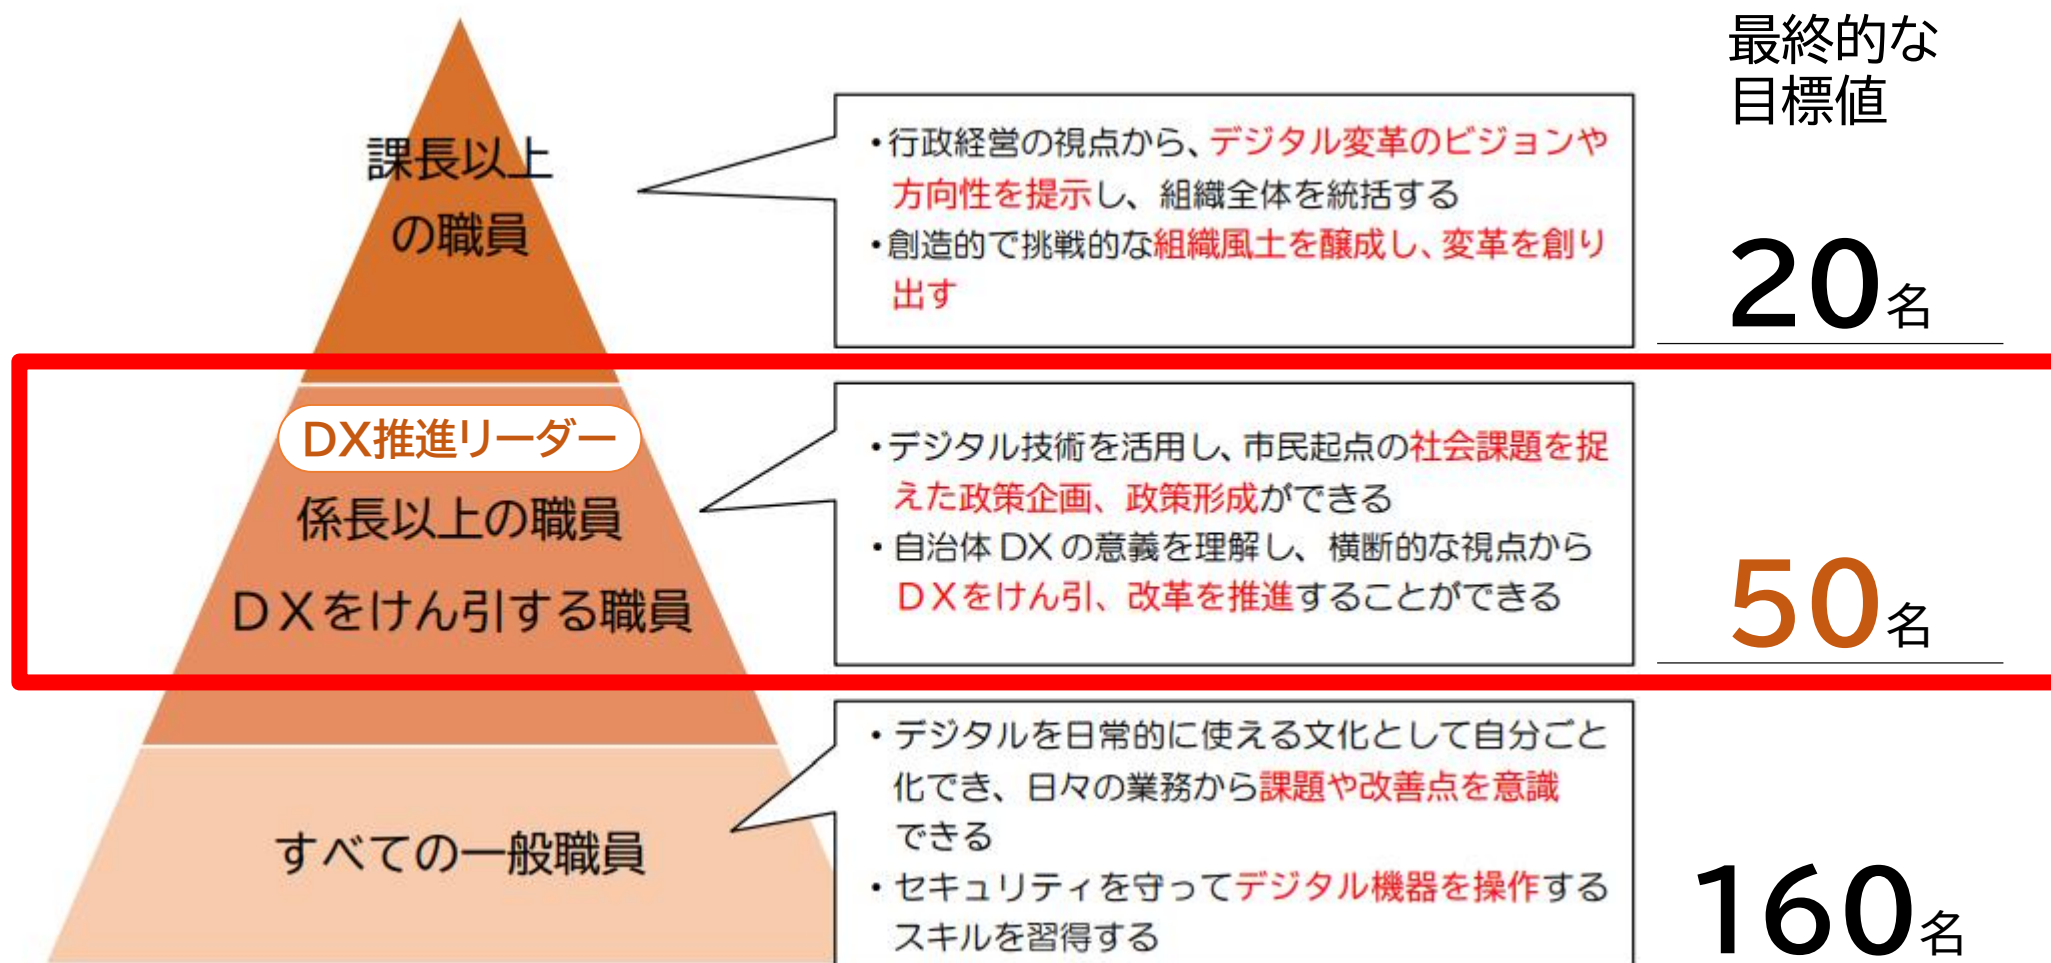 最終的な
目標値
課長以上
の職員
・行政経営の視点から、デジタル変革のビジョンや
方向性を提示し、組織全体を統括する
・創造的で挑戦的な組織風土を醸成し、変革を創り
出す
20名
DX推進リーダー
係長以上の職員
DXをけん引する職員
・デジタル技術を活用し、市民起点の社会課題を捉
えた政策企画、政策形成ができる
・自治体DXの意義を理解し、横断的な視点から
DXをけん引、改革を推進することができる
50名
すべての一般職員
・デジタルを日常的に使える文化として自分ごと
化でき、日々の業務から課題や改善点を意識
できる
・セキュリティを守ってデジタル機器を操作する
スキルを習得する
160名